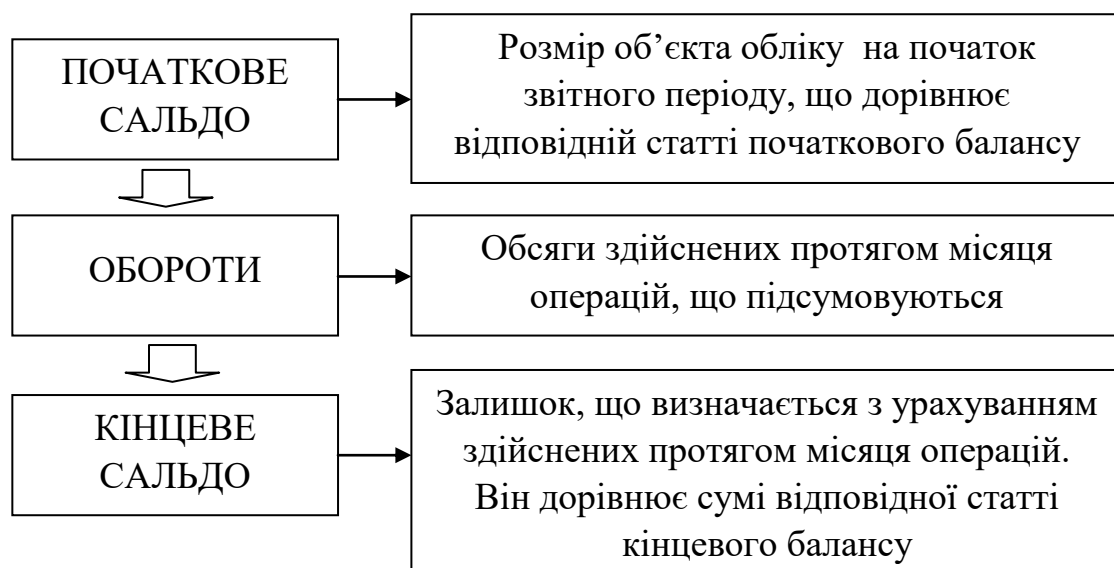 ПОЧАТКОВЕ
САЛЬДО
Розмір об’єкта обліку на початок
звітного періоду, що дорівнює
відповідній статті початкового балансу
ОБОРОТИ
Обсяги здійснених протягом місяця
операцій, що підсумовуються
КІНЦЕВЕ
САЛЬДО
Залишок, що визначається з урахуванням
здійснених протягом місяця операцій.
Він дорівнює сумі відповідної статті
кінцевого балансу